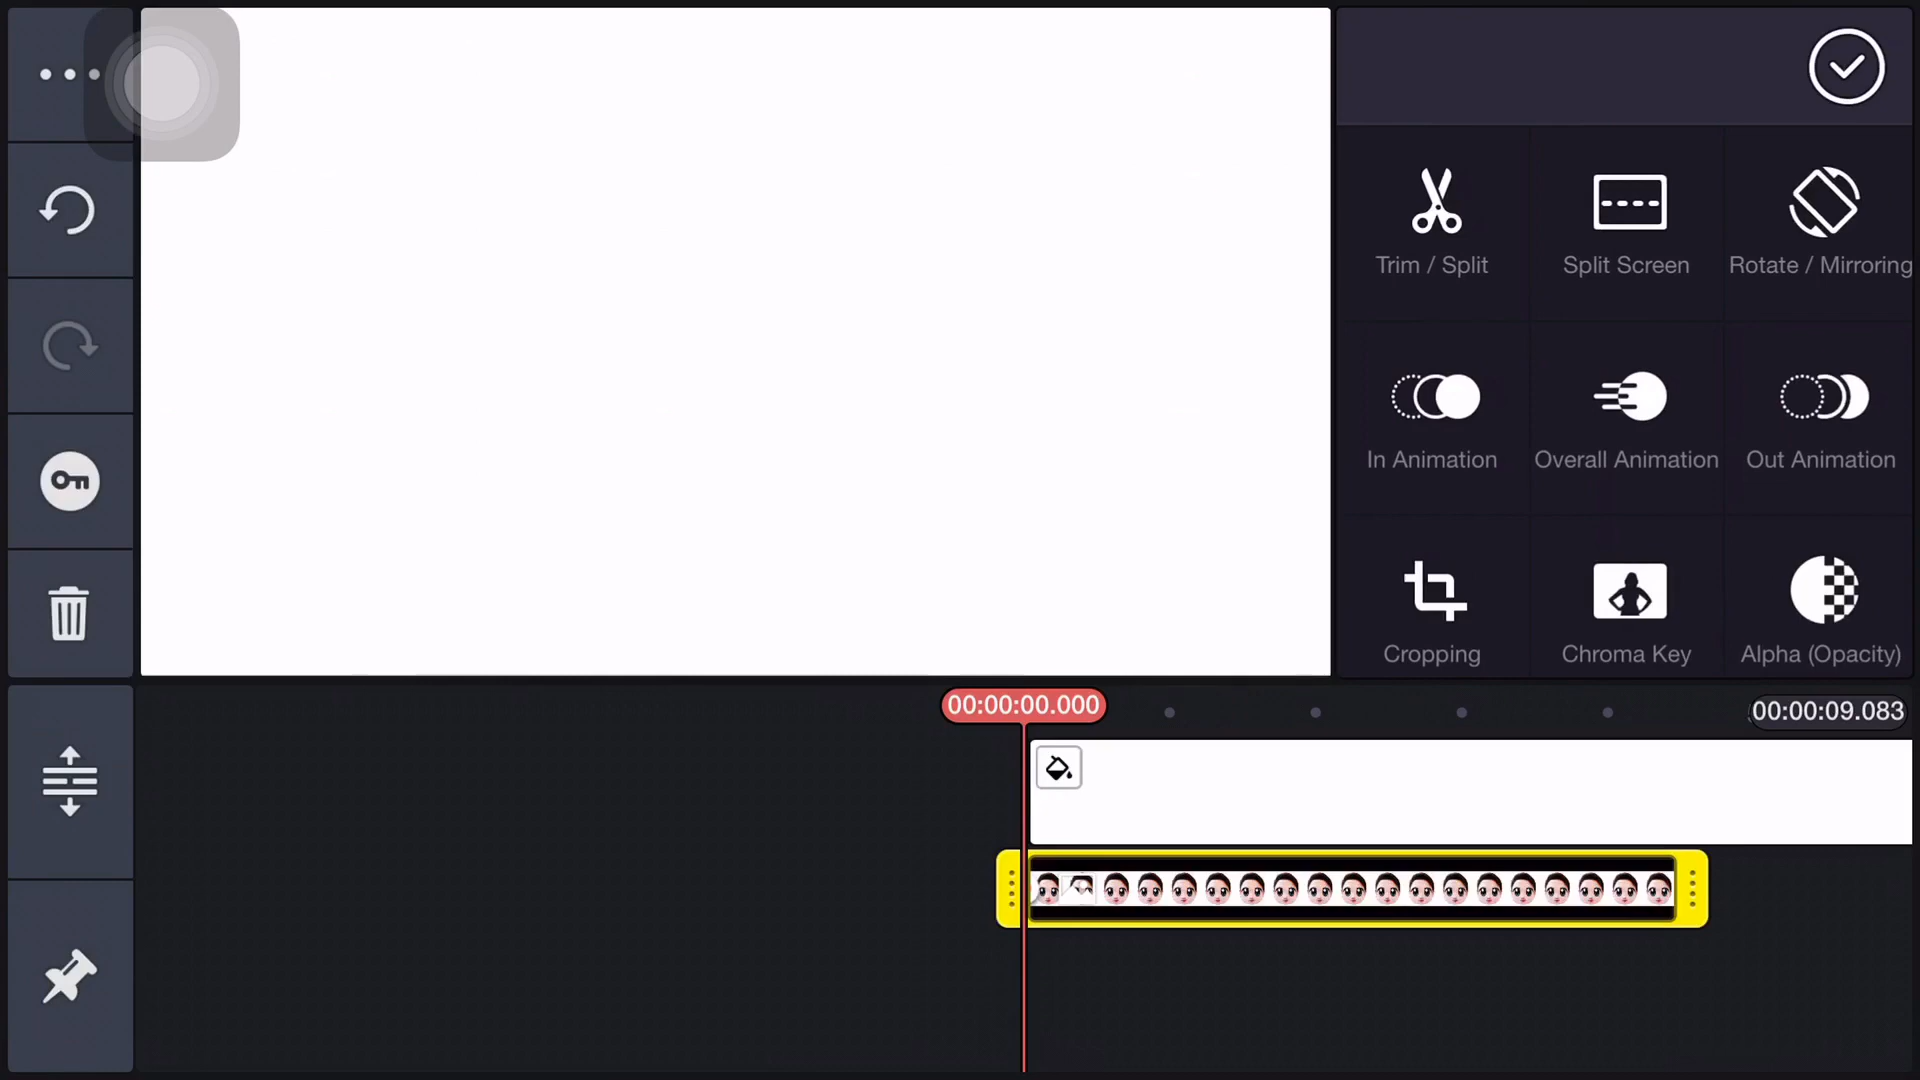 Trim / Split
Split Screen
Rotate / Mirroring
In Animation
Overall Animation
Out Animation
Cropping
Chroma Key
Alpha (Opacity)
00:00:00.000
00:00:09.083